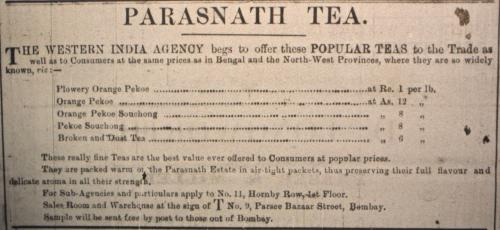 PARASNATH TEA.
THE WESTERN INDIA AGENCY begs to offer these POPULAR TEAS to the Trade as
well as to Consumers at the same prices as in Bengal and the North-West Provinces, where they are so widely
known, viz:—
Flowery Orange Pekoe ........................................ at Re. 1 per lb.
Orange Pekoe ........................................ at As. 12 „
Orange Pekoe Souchong ........................................ „ 8 „
Pekoe Souchong ........................................ „ 8 „
Broken and Dust Tea ........................................ „ 6 „
These really fine Teas are the best value ever offered to Consumers at popular prices.
They are packed warm on the Parasnath Estate in air-tight packets, thus preserving their full flavour and
delicate aroma in all their strength.
For Sub-Agencies and particulars apply to No. 11, Hornby Row, 1st Floor.
Sales Room and Warehouse at the sign of T No. 9, Parsee Bazaar Street, Bombay.
Sample will be sent free by post to those out of Bombay.